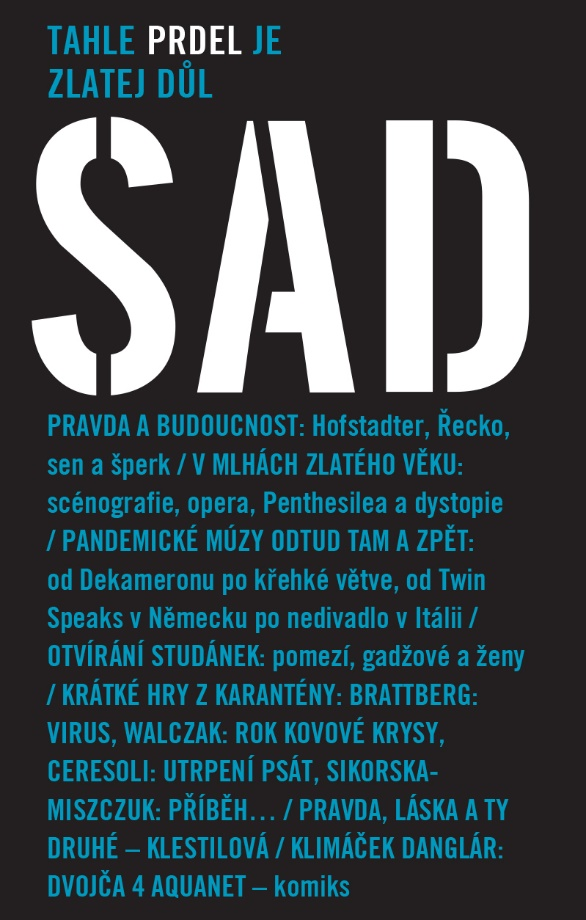 TAHLE PRDEL JE
ZLATEJ DŮL
SAD
PRAVDA A BUDOUCNOST: Hofstadter, Řecko,
sen a šperk / V MLHÁCH ZLATÉHO VĚKU:
scénografie, opera, Penthesilea a dystopie
/ PANDEMICKÉ MÚZY ODTUD TAM A ZPĚT:
od Dekameronu po křehké větve, od Twin
Speaks v Německu po nedivadlo v Itálii /
OTVÍRÁNÍ STUDÁNEK: pomezí, gadžové a ženy
/ KRÁTKÉ HRY Z KARANTÉNY: BRATTBERG:
VIRUS, WALCZAK: ROK KOVOVÉ KRYSY,
CERESOLI: UTRPENÍ PSÁT, SIKORSKA-
MISZCZUK: PŘÍBĚH... / PRAVDA, LÁSKA A TY
DRUHÉ – KLESTILOVÁ / KLIMÁČEK DANGLÁR:
DVOJČA 4 AQUANET – komiks